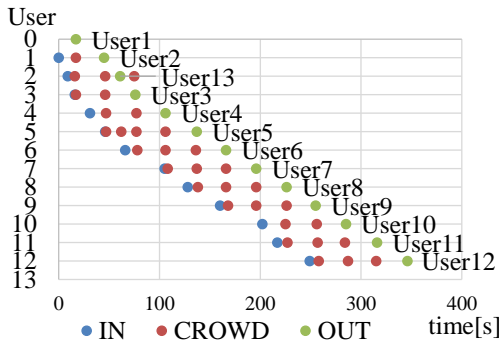 User
0
User1
1
User2
2
User13
3
User3
4
User4
5
User5
6
User6
7
User7
8
User8
9
User9
10
User10
11
User11
12
User12
13
0 100 200 300 400
IN CROWD OUT time[s]